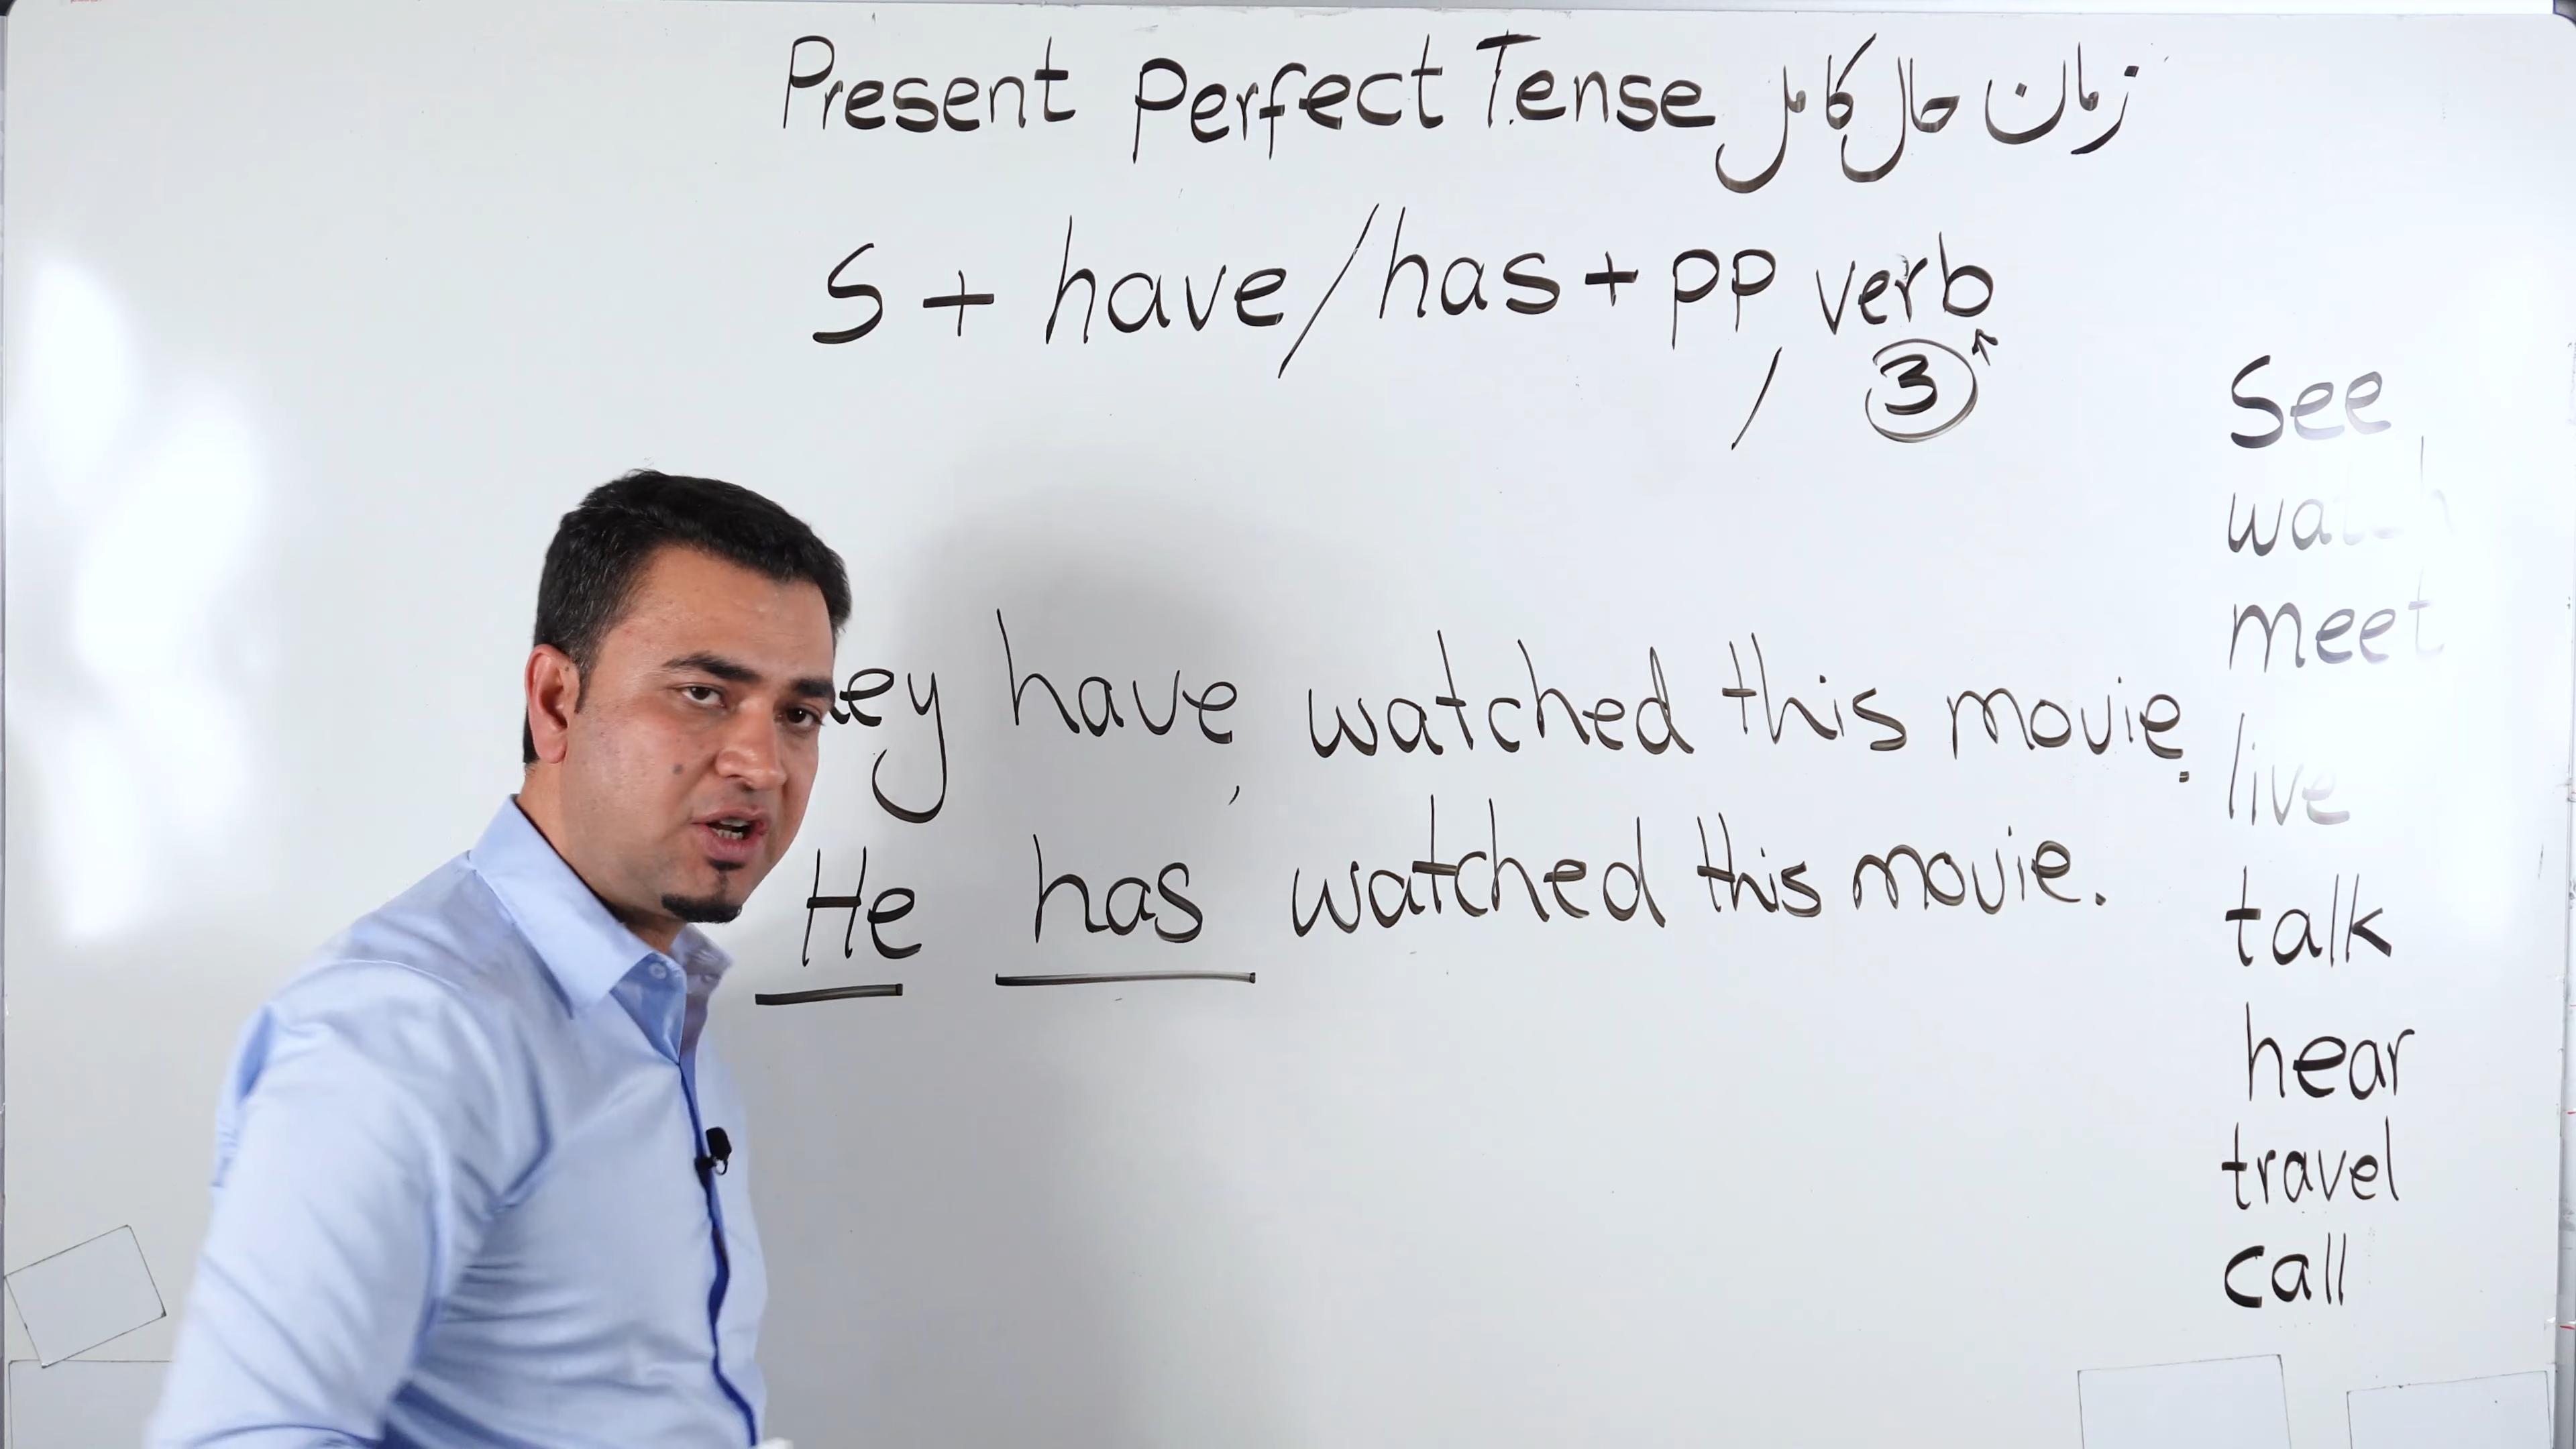 Present Perfect Tense زمان حال کامل
S + have/has + pp verb
/ 3
See
watch
meet
have watched this movie.
live
He has watched this movie.
talk
hear
travel
call